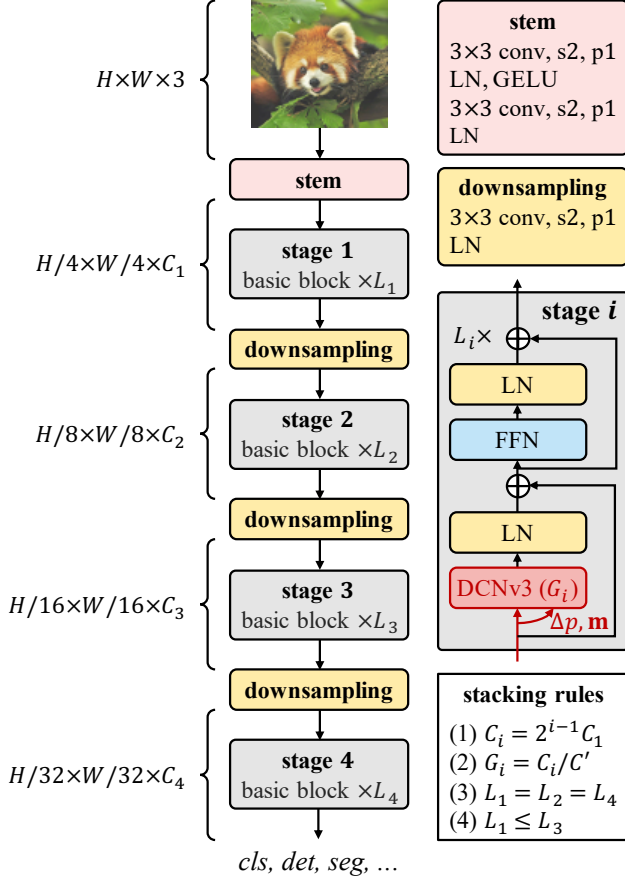 H×W×3
stem
stage 1
basic block ×L₁
H/4×W/4×C₁
downsampling
stage 2
basic block ×L₂
H/8×W/8×C₂
downsampling
stage 3
basic block ×L₃
H/16×W/16×C₃
downsampling
stage 4
basic block ×L₄
H/32×W/32×C₄
cls, det, seg, ...
stem
3×3 conv, s2, p1
LN, GELU
3×3 conv, s2, p1
LN
downsampling
3×3 conv, s2, p1
LN
stage i
Lᵢ×
LN
FFN
LN
DCNv3 (Gᵢ)
Δp, m
stacking rules
(1) Cᵢ = 2ⁱ⁻¹C₁
(2) Gᵢ = Cᵢ/C′
(3) L₁ = L₂ = L₄
(4) L₁ ≤ L₃